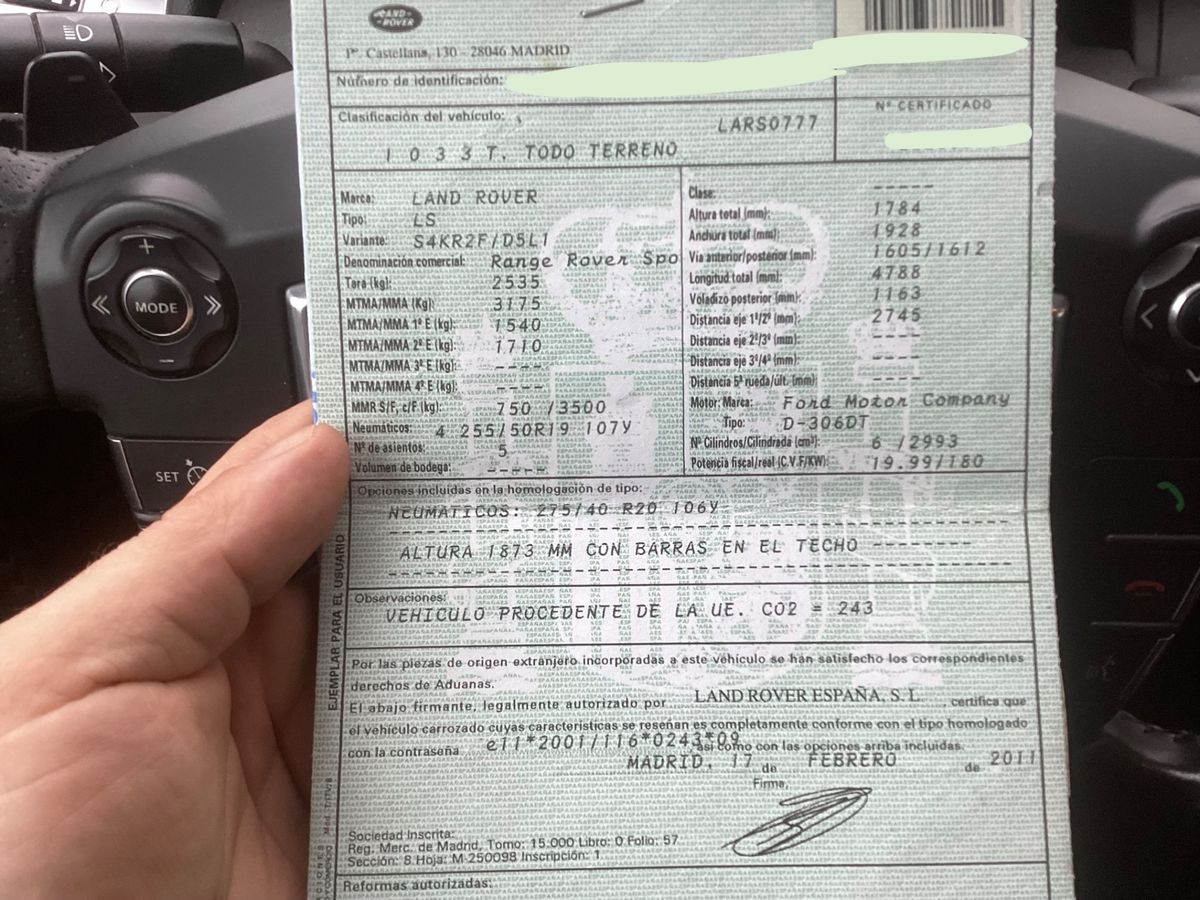 LAND ROVER
Pº Castellana, 130 - 28046 MADRID
Número de identificación:
Nº CERTIFICADO
Clasificación del vehículo:
LARS0777
1 0 3 3 T. TODO TERRENO
Marca: LAND ROVER
Tipo: LS
Variante: S4KR2F/D5L1
Denominación comercial: Range Rover Spo
Tara (kg): 2535
MTMA/MMA (Kg): 3175
MTMA/MMA 1º E (kg): 1540
MTMA/MMA 2º E (kg): 1710
MTMA/MMA 3º E (kg): ----
MTMA/MMA 4º E (kg): ----
MMR S/F, c/F (kg): 750 /3500
Neumáticos: 4 255/50R19 107Y
Nº de asientos: 5
Volumen de bodega: -----
Clase: -----
Altura total (mm): 1784
Anchura total (mm): 1928
Via anterior/posterior (mm): 1605/1612
Longitud total (mm): 4788
Voladizo posterior (mm): 1163
Distancia eje 1º/2º (mm): 2745
Distancia eje 2º/3º (mm): ----
Distancia eje 3º/4º (mm): ----
Distancia 5ª rueda/últ. (mm): ----
Motor: Marca: Ford Motor Company
Tipo: D-306DT
Nº Cilindros/Cilindrada (cm³): 6 /2993
Potencia fiscal/real (C.V.F/KW): 19.99/180
Opciones incluidas en la homologación de tipo:
NEUMATICOS: 275/40 R20 106Y
ALTURA 1873 MM CON BARRAS EN EL TECHO ---------
Observaciones:
VEHICULO PROCEDENTE DE LA UE. CO2 = 243
Por las piezas de origen extranjero incorporadas a este vehículo se han satisfecho los correspondientes
derechos de Aduanas.
El abajo firmante, legalmente autorizado por LAND ROVER ESPAÑA, S. L. , certifica que
el vehículo carrozado cuyas características se reseñan es completamente conforme con el tipo homologado
con la contraseña e11*2001/116*0243*09 así como con las opciones arriba incluidas.
MADRID, 17 de FEBRERO de 2011
Firma,
Sociedad Inscrita:
Reg. Merc. de Madrid, Tomo: 15.000 Libro: 0 Folio: 57
Sección: 8 Hoja: M-250098 Inscripción: 1
Reformas autorizadas:
EJEMPLAR PARA EL USUARIO
MODE
SET